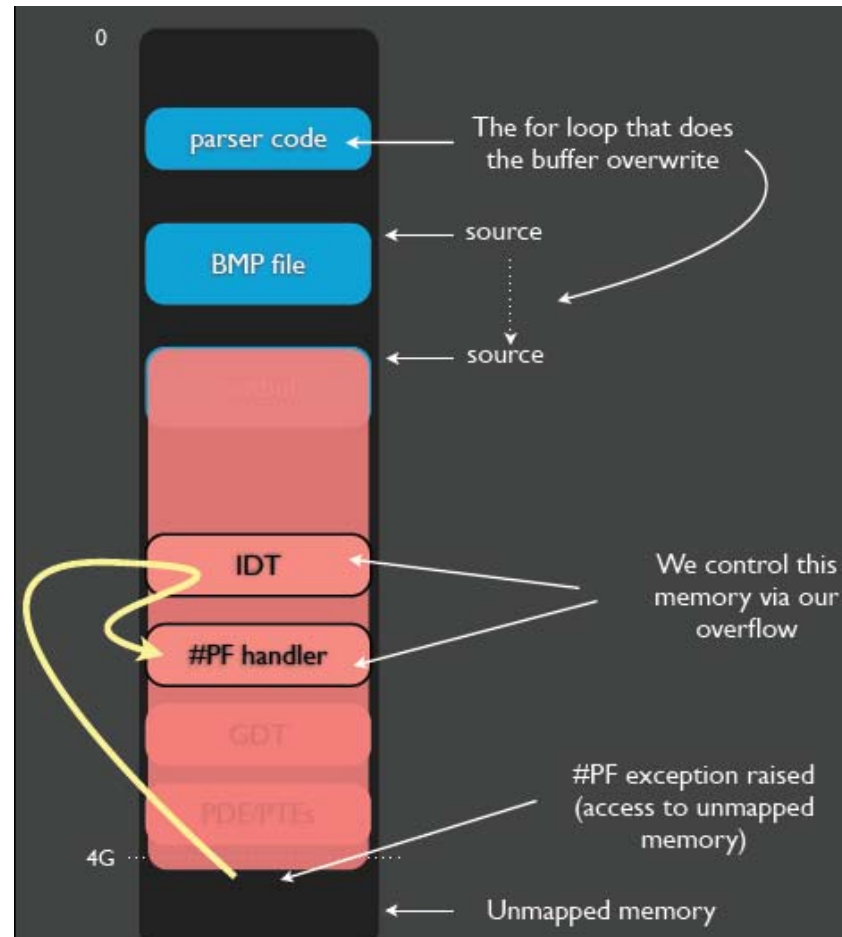 0
parser code
The for loop that does
the buffer overwrite
source
BMP file
source
IDT
We control this
memory via our
overflow
#PF handler
GDT
#PF exception raised
(access to unmapped
memory)
PDE/PTEs
4G
Unmapped memory